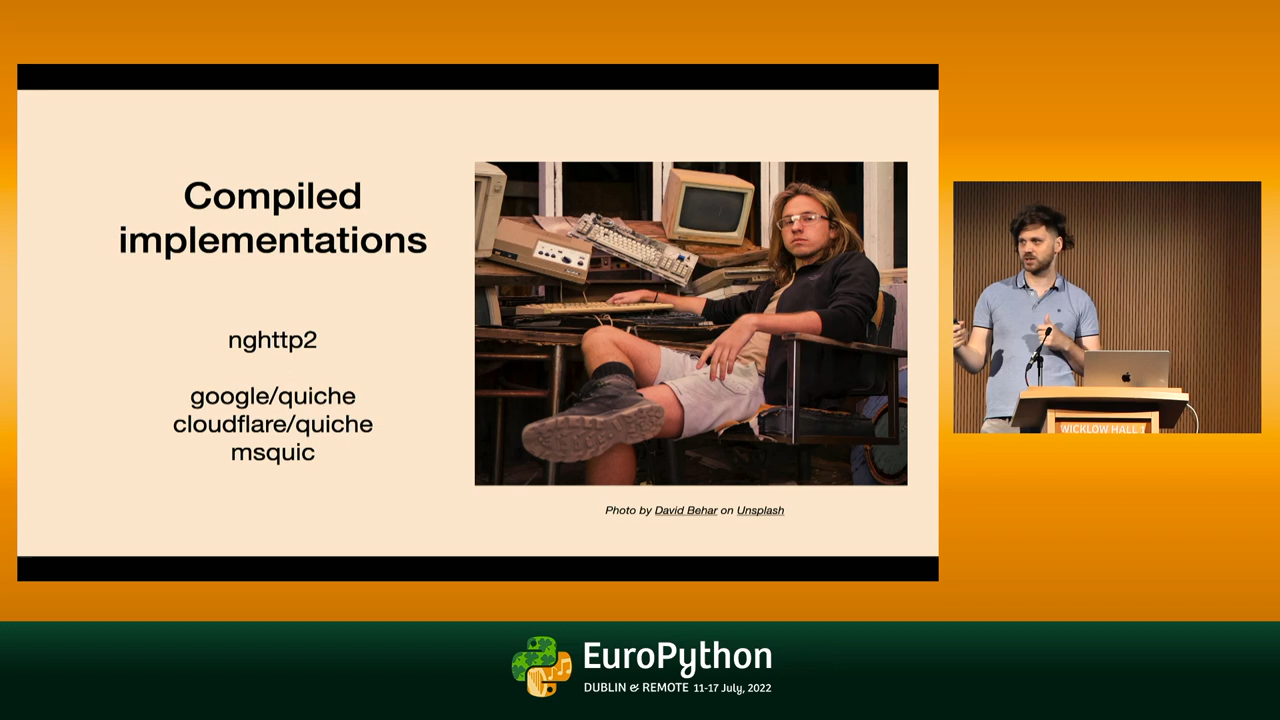 Compiled
implementations
nghttp2
google/quiche
cloudflare/quiche
msquic
Photo by David Behar on Unsplash
WICKLOW HALL 1
EuroPython
DUBLIN & REMOTE 11-17 July, 2022